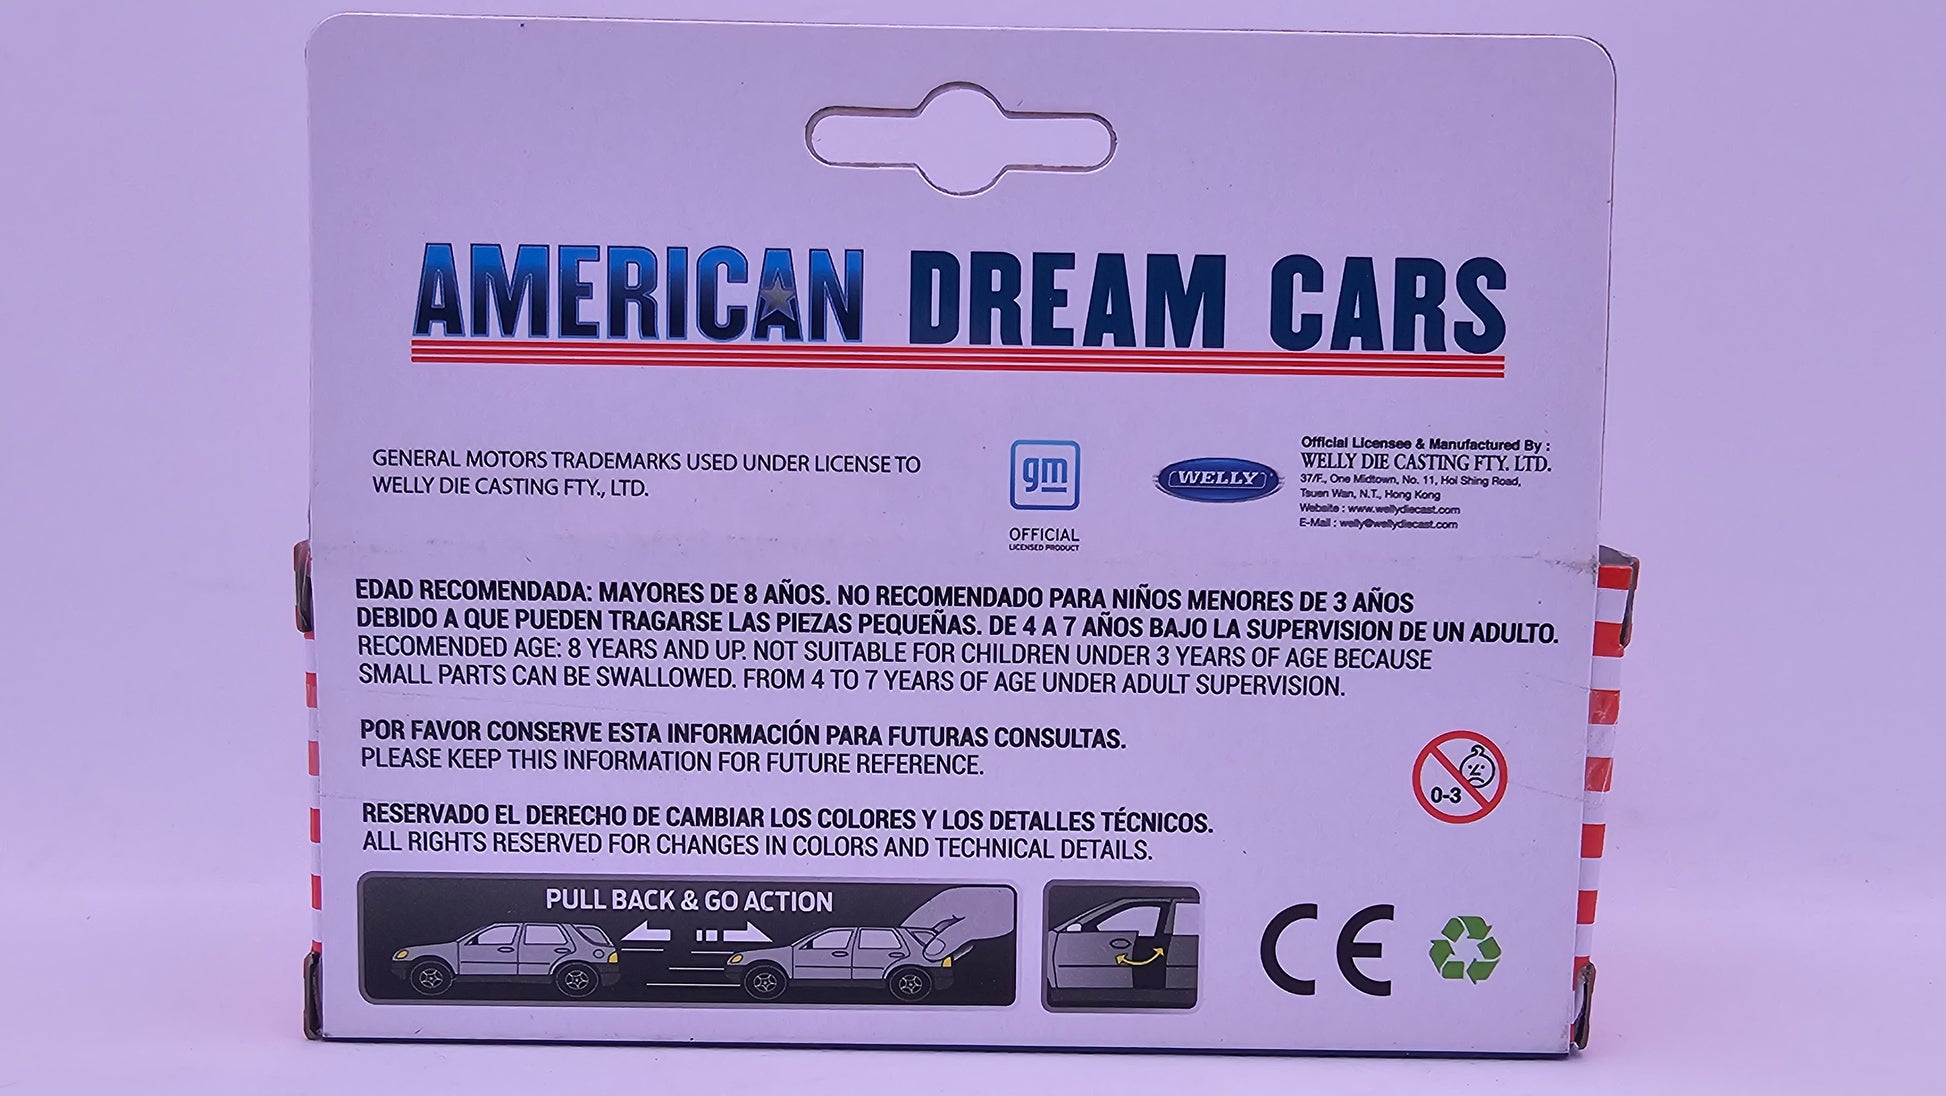 AMERICAN DREAM CARS
GENERAL MOTORS TRADEMARKS USED UNDER LICENSE TO
WELLY DIE CASTING FTY., LTD.
gm
OFFICIAL
LICENSED PRODUCT
WELLY
Official Licensee & Manufactured By :
WELLY DIE CASTING FTY. LTD.
37/F., One Midtown, No. 11, Hoi Shing Road,
Tsuen Wan, N.T., Hong Kong
Website : www.wellydiecast.com
E-Mail : welly@wellydiecast.com
EDAD RECOMENDADA: MAYORES DE 8 AÑOS. NO RECOMENDADO PARA NIÑOS MENORES DE 3 AÑOS
DEBIDO A QUE PUEDEN TRAGARSE LAS PIEZAS PEQUEÑAS. DE 4 A 7 AÑOS BAJO LA SUPERVISION DE UN ADULTO.
RECOMENDED AGE: 8 YEARS AND UP. NOT SUITABLE FOR CHILDREN UNDER 3 YEARS OF AGE BECAUSE
SMALL PARTS CAN BE SWALLOWED. FROM 4 TO 7 YEARS OF AGE UNDER ADULT SUPERVISION.
POR FAVOR CONSERVE ESTA INFORMACIÓN PARA FUTURAS CONSULTAS.
PLEASE KEEP THIS INFORMATION FOR FUTURE REFERENCE.
0-3
RESERVADO EL DERECHO DE CAMBIAR LOS COLORES Y LOS DETALLES TÉCNICOS.
ALL RIGHTS RESERVED FOR CHANGES IN COLORS AND TECHNICAL DETAILS.
PULL BACK & GO ACTION
CE